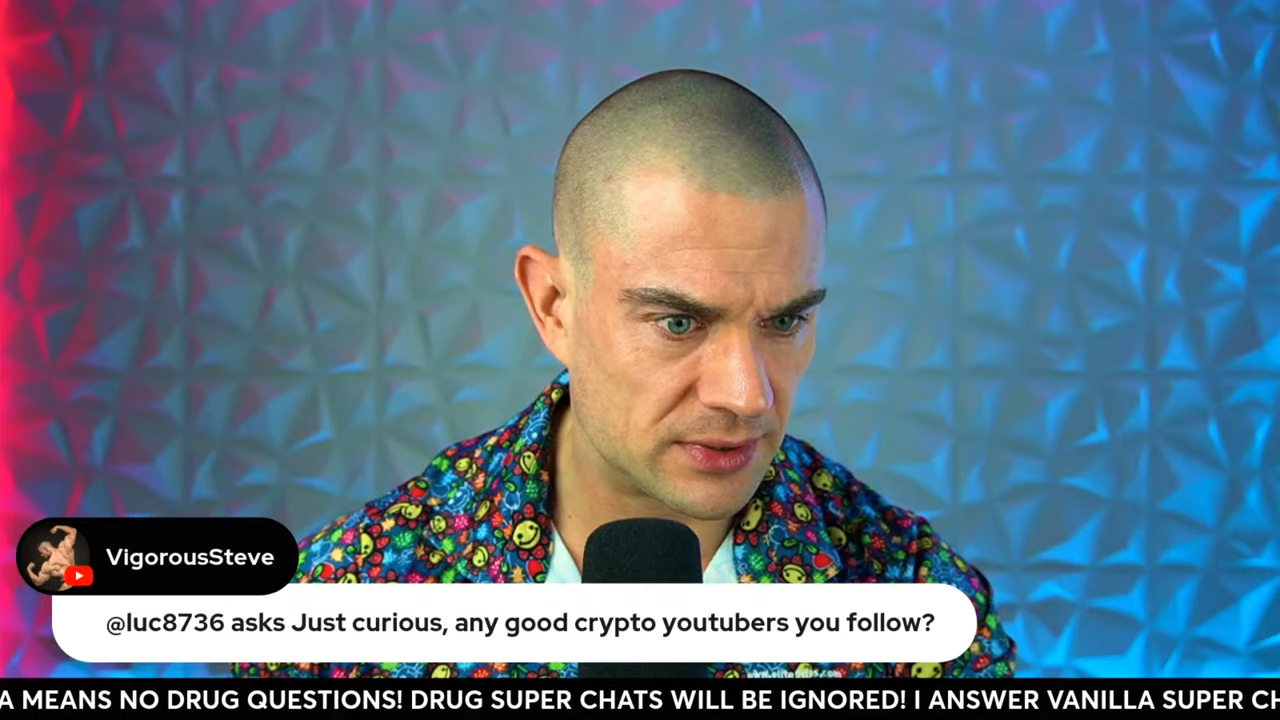 VigorousSteve
@luc8736 asks Just curious, any good crypto youtubers you follow?
A MEANS NO DRUG QUESTIONS! DRUG SUPER CHATS WILL BE IGNORED! I ANSWER VANILLA SUPER CH